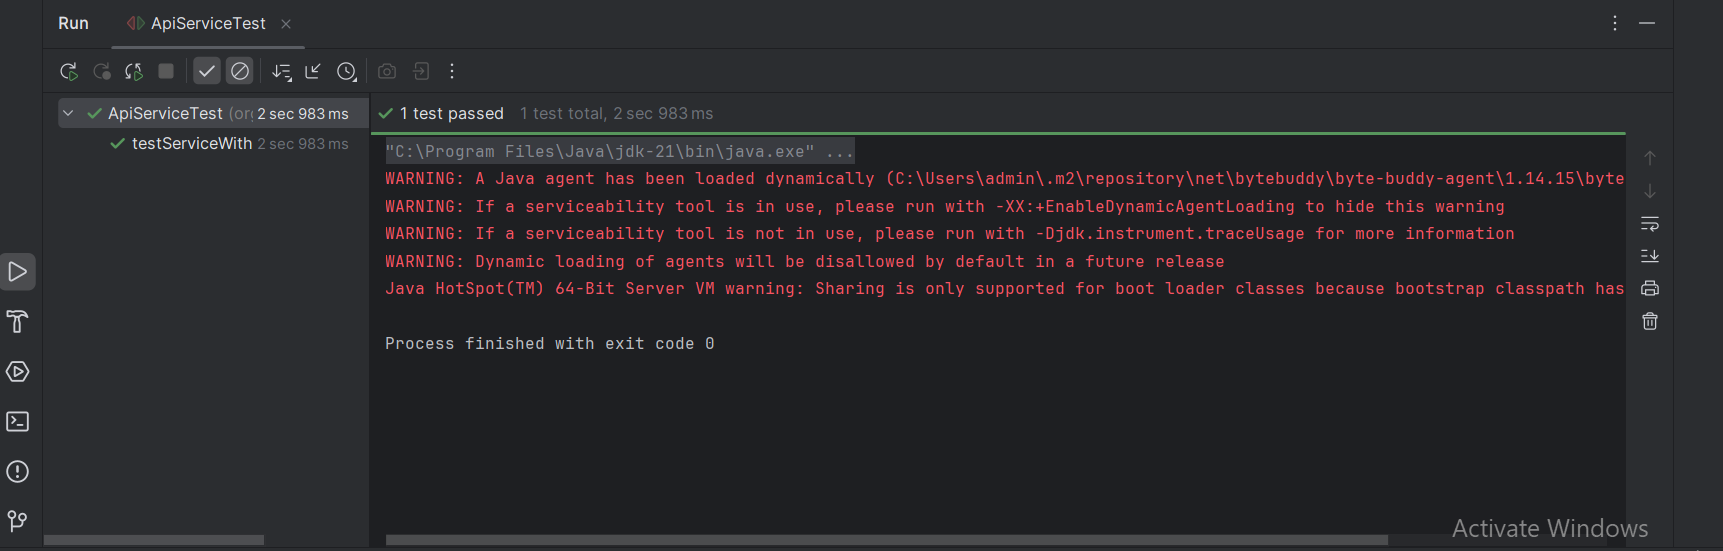 Run
ApiServiceTest
ApiServiceTest (org 2 sec 983 ms
testServiceWith 2 sec 983 ms
1 test passed 1 test total, 2 sec 983 ms
"C:\Program Files\Java\jdk-21\bin\java.exe" ...
WARNING: A Java agent has been loaded dynamically (C:\Users\admin\.m2\repository\net\bytebuddy\byte-buddy-agent\1.14.15\byte
WARNING: If a serviceability tool is in use, please run with -XX:+EnableDynamicAgentLoading to hide this warning
WARNING: If a serviceability tool is not in use, please run with -Djdk.instrument.traceUsage for more information
WARNING: Dynamic loading of agents will be disallowed by default in a future release
Java HotSpot(TM) 64-Bit Server VM warning: Sharing is only supported for boot loader classes because bootstrap classpath has
Process finished with exit code 0
Activate Windows